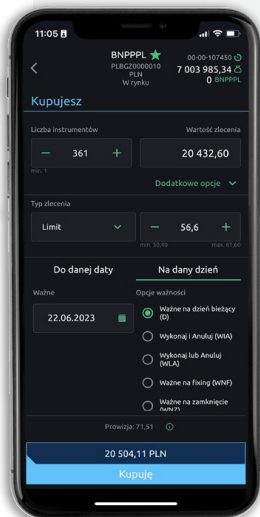 11:05
BNPPPL
00-00-107450
PLBGZ0000010
7 003 985,34
PLN
0 BNPPPL
W rynku
Kupujesz
Liczba instrumentów
Wartość zlecenia
361
20 432,60
min. 1
Dodatkowe opcje
Typ zlecenia
Limit
56,6
min. 50,49
max. 61,60
Do danej daty
Na dany dzień
Ważne
Opcje ważności
22.06.2023
Ważne na dzień bieżący
(D)
Wykonaj i Anuluj (WIA)
Wykonaj lub Anuluj
(WLA)
Ważne na fixing (WNF)
Ważne na zamknięcie
(WNZ)
Prowizja: 71,51
20 504,11 PLN
Kupuję